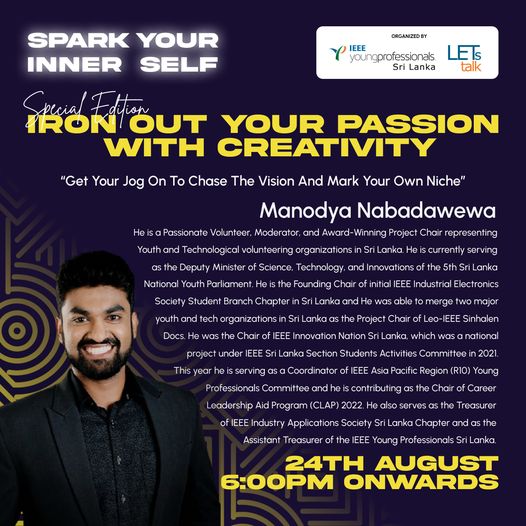 SPARK YOUR
INNER SELF
ORGANIZED BY
IEEE
youngprofessionals
Sri Lanka
LETs
talk
Special Edition
IRON OUT YOUR PASSION
WITH CREATIVITY
“Get Your Jog On To Chase The Vision And Mark Your Own Niche”
Manodya Nabadawewa
He is a Passionate Volunteer, Moderator, and Award-Winning Project Chair representing
Youth and Technological volunteering organizations in Sri Lanka. He is currently serving
as the Deputy Minister of Science, Technology, and Innovations of the 5th Sri Lanka
National Youth Parliament. He is the Founding Chair of initial IEEE Industrial Electronics
Society Student Branch Chapter in Sri Lanka and He was able to merge two major
youth and tech organizations in Sri Lanka as the Project Chair of Leo-IEEE Sinhalen
Docs. He was the Chair of IEEE Innovation Nation Sri Lanka, which was a national
project under IEEE Sri Lanka Section Students Activities Committee in 2021.
This year he is serving as a Coordinator of IEEE Asia Pacific Region (R10) Young
Professionals Committee and he is contributing as the Chair of Career
Leadership Aid Program (CLAP) 2022. He also serves as the Treasurer
of IEEE Industry Applications Society Sri Lanka Chapter and as the
Assistant Treasurer of the IEEE Young Professionals Sri Lanka.
24TH AUGUST
6:00PM ONWARDS